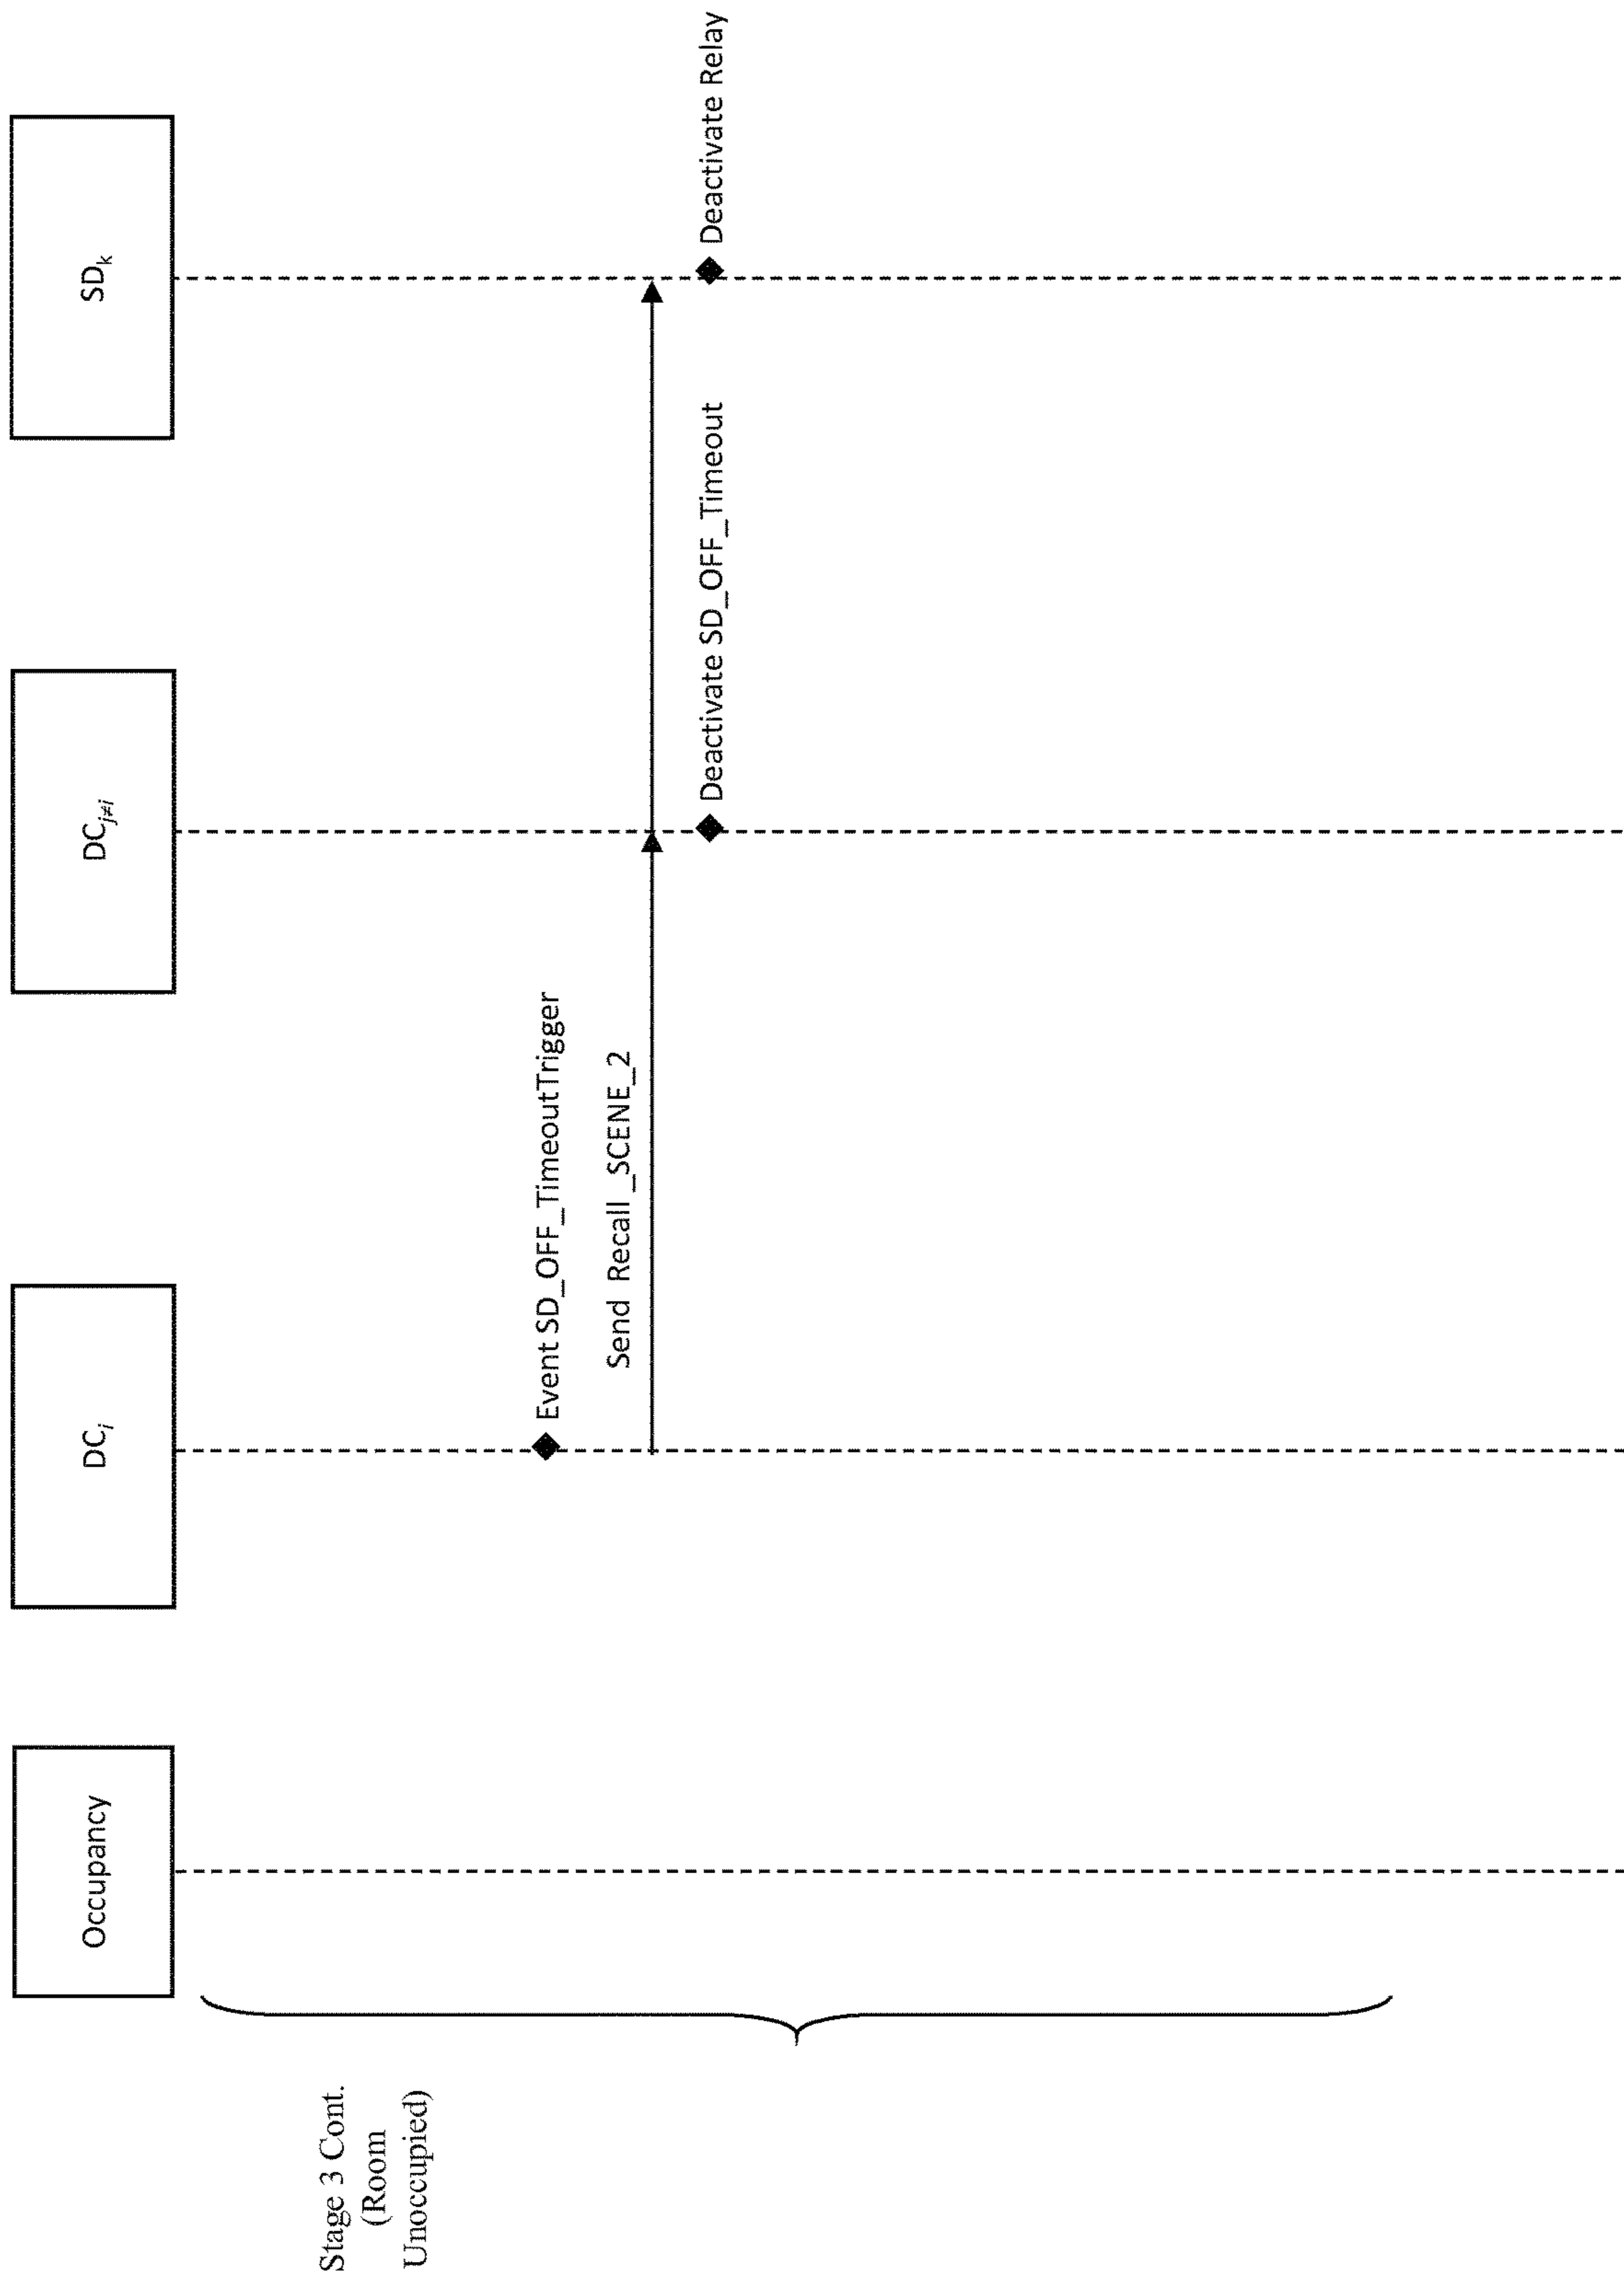 Occupancy
DCᵢ
DCⱼ≠ᵢ
SDₖ
Stage 3 Cont.
(Room
Unoccupied)
Event SD_OFF_TimeoutTrigger
Send Recall_SCENE_2
Deactivate SD_OFF_Timeout
Deactivate Relay